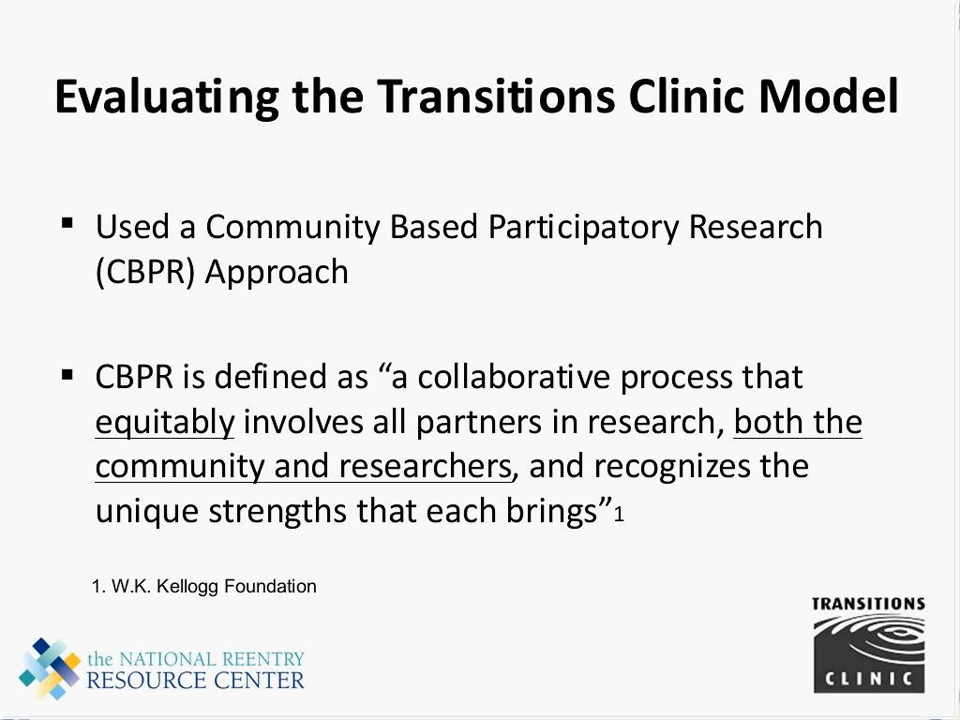 Evaluating the Transitions Clinic Model
▪ Used a Community Based Participatory Research
(CBPR) Approach
▪ CBPR is defined as “a collaborative process that
equitably involves all partners in research, both the
community and researchers, and recognizes the
unique strengths that each brings”1
1. W.K. Kellogg Foundation
the NATIONAL REENTRY
RESOURCE CENTER
TRANSITIONS
CLINIC